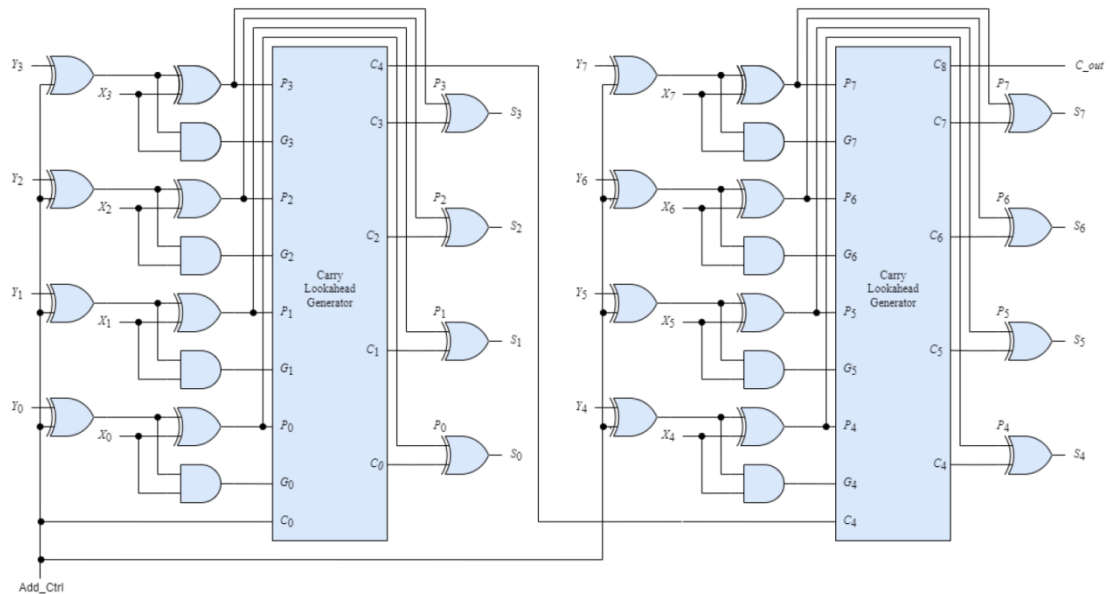 C₄
C₈
C_out
Y₃
P₃
P₃
Y₇
P₇
P₇
X₃
S₃
X₇
S₇
C₃
C₇
G₃
G₇
Y₂
P₂
P₂
Y₆
P₆
P₆
X₂
S₂
X₆
S₆
C₂
C₆
G₂
G₆
Carry
Lookahead
Generator
Carry
Lookahead
Generator
Y₁
P₁
P₁
Y₅
P₅
P₅
X₁
S₁
X₅
S₅
C₁
C₅
G₁
G₅
Y₀
P₀
P₀
Y₄
P₄
P₄
X₀
S₀
X₄
S₄
C₀
C₄
G₀
G₄
C₀
C₄
Add_Ctrl